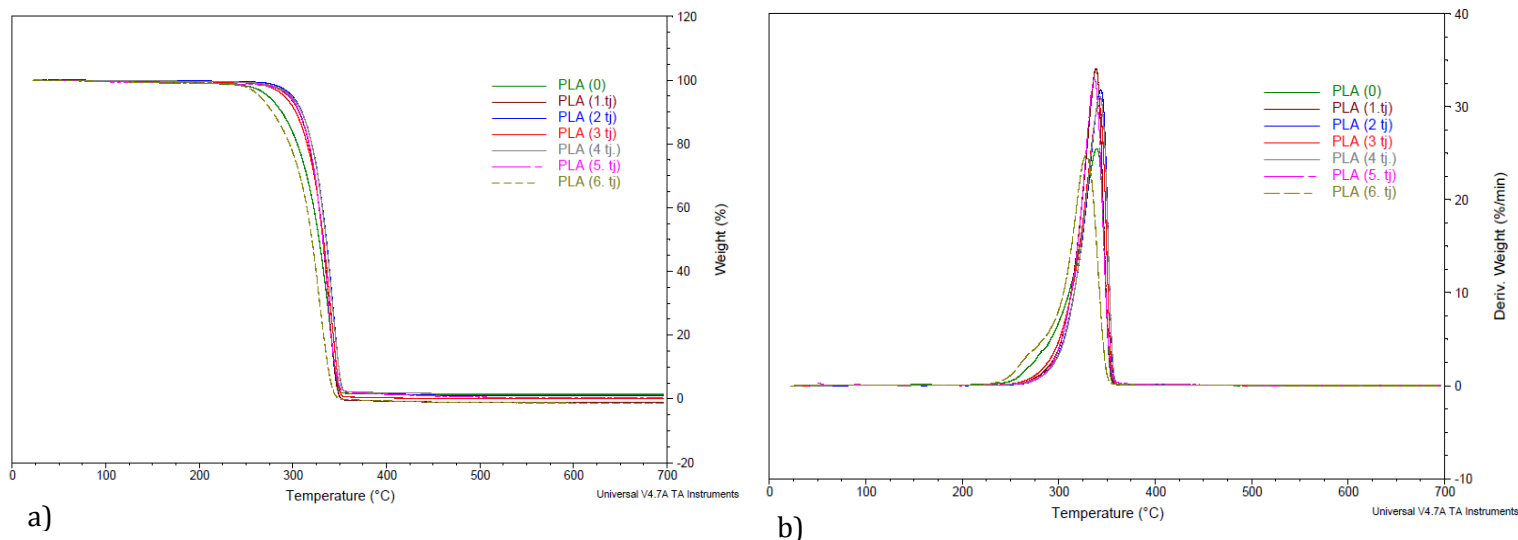 120
100
80
60
40
20
0
-20
Weight (%)
PLA (0)
PLA (1.tj)
PLA (2 tj)
PLA (3 tj)
PLA (4 tj.)
PLA (5. tj)
PLA (6. tj)
0 100 200 300 400 500 600 700
Temperature (°C)
Universal V4.7A TA Instruments
a)
40
30
20
10
0
-10
Deriv. Weight (%/min)
PLA (0)
PLA (1.tj)
PLA (2 tj)
PLA (3 tj)
PLA (4 tj.)
PLA (5. tj)
PLA (6. tj)
0 100 200 300 400 500 600 700
Temperature (°C)
Universal V4.7A TA Instruments
b)